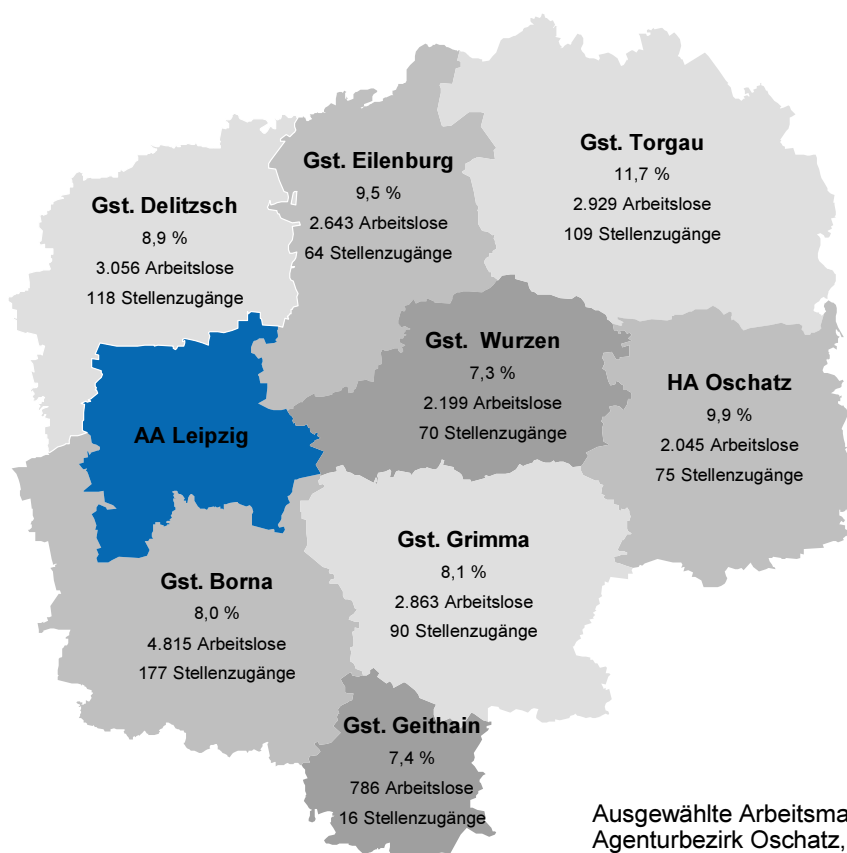 Gst. Torgau
11,7 %
2.929 Arbeitslose
109 Stellenzugänge
Gst. Eilenburg
9,5 %
2.643 Arbeitslose
64 Stellenzugänge
Gst. Delitzsch
8,9 %
3.056 Arbeitslose
118 Stellenzugänge
Gst. Wurzen
7,3 %
2.199 Arbeitslose
70 Stellenzugänge
HA Oschatz
9,9 %
2.045 Arbeitslose
75 Stellenzugänge
AA Leipzig
Gst. Grimma
8,1 %
2.863 Arbeitslose
90 Stellenzugänge
Gst. Borna
8,0 %
4.815 Arbeitslose
177 Stellenzugänge
Gst. Geithain
7,4 %
786 Arbeitslose
16 Stellenzugänge
Ausgewählte Arbeitsma
Agenturbezirk Oschatz,